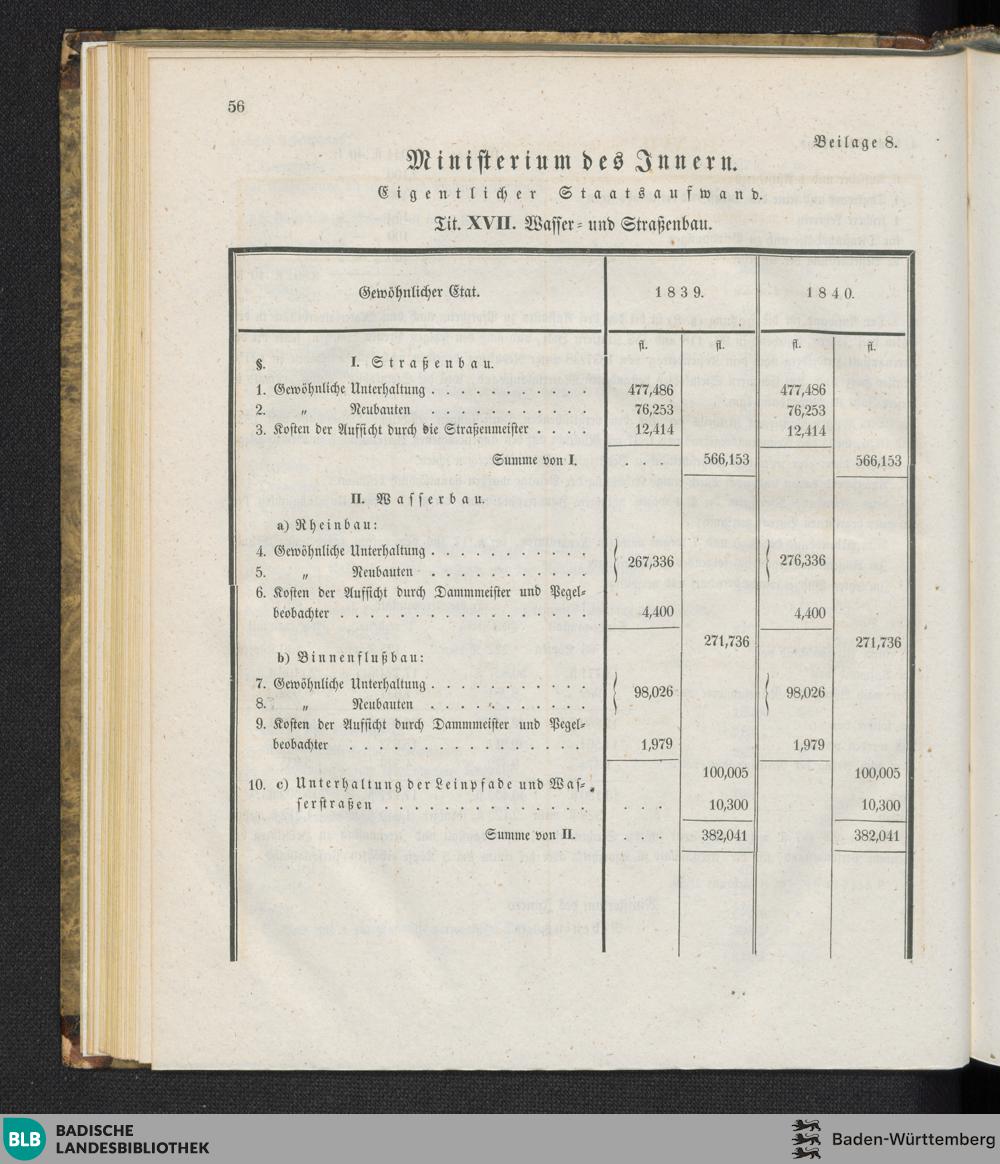 56
Beilage 8.
Ministerium des Innern.
Eigentlicher Staatsaufwand.
Tit. XVII. Wasser- und Straßenbau.
Gewöhnlicher Etat. 1839. 1840.
fl. fl. fl. fl.
§. I. Straßenbau.
1. Gewöhnliche Unterhaltung . . . . . . . . . . . 477,486 477,486
2. „ Neubauten . . . . . . . . . . . 76,253 76,253
3. Kosten der Aufsicht durch die Straßenmeister . . . . 12,414 12,414
Summe von I. . . . 566,153 566,153
II. Wasserbau.
a) Rheinbau:
4. Gewöhnliche Unterhaltung . . . . . . . . . . .
267,336 276,336
5. „ Neubauten . . . . . . . . . . .
6. Kosten der Aufsicht durch Dammmeister und Pegel-
beobachter . . . . . . . . . . . . . . . . . 4,400 4,400
271,736 271,736
b) Binnenflußbau:
7. Gewöhnliche Unterhaltung . . . . . . . . . . .
98,026 98,026
8. „ Neubauten . . . . . . . . . . .
9. Kosten der Aufsicht durch Dammmeister und Pegel-
beobachter . . . . . . . . . . . . . . . . 1,979 1,979
100,005 100,005
10. c) Unterhaltung der Leinpfade und Was-
serstraßen . . . . . . . . . . . . . . . . 10,300 10,300
Summe von II. . . . 382,041 382,041
BLB BADISCHE
LANDESBIBLIOTHEK
Baden-Württemberg